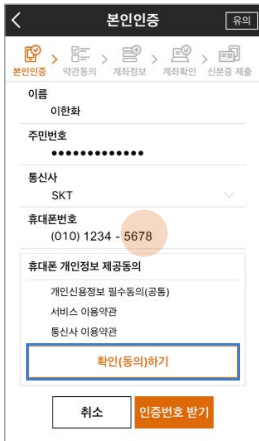 본인인증
유의
본인인증
약관동의
계좌정보
계좌확인
신분증 제출
이름
이한화
주민번호
●●●●●●●●●●●●●
통신사
SKT
휴대폰번호
(010) 1234 - 5678
휴대폰 개인정보 제공동의
개인신용정보 필수동의(공통)
서비스 이용약관
통신사 이용약관
확인(동의)하기
취소
인증번호 받기